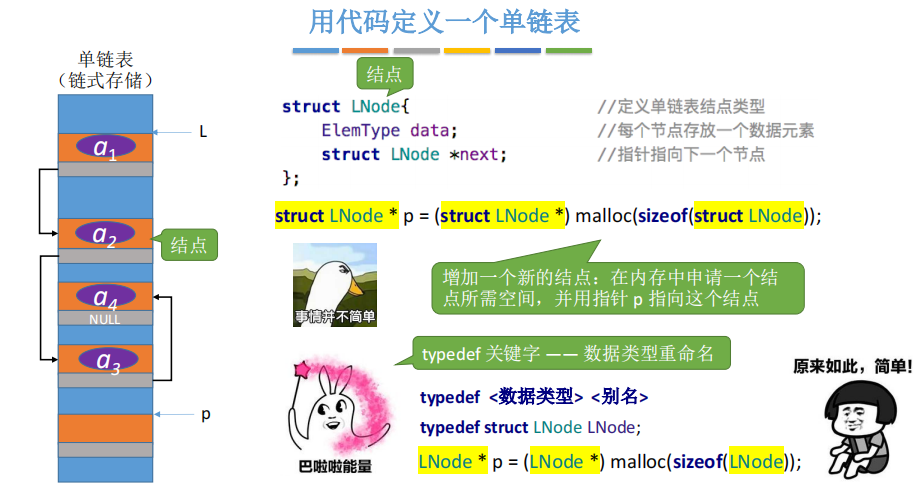 用代码定义一个单链表
单链表
（链式存储）
L
a1
a2
结点
a4
NULL
a3
p
结点
struct LNode{ //定义单链表结点类型
ElemType data; //每个节点存放一个数据元素
struct LNode *next; //指针指向下一个节点
};
struct LNode * p = (struct LNode *) malloc(sizeof(struct LNode));
事情并不简单
增加一个新的结点：在内存中申请一个结
点所需空间，并用指针 p 指向这个结点
typedef 关键字 —— 数据类型重命名
巴啦啦能量
typedef <数据类型> <别名>
typedef struct LNode LNode;
LNode * p = (LNode *) malloc(sizeof(LNode));
原来如此，简单!